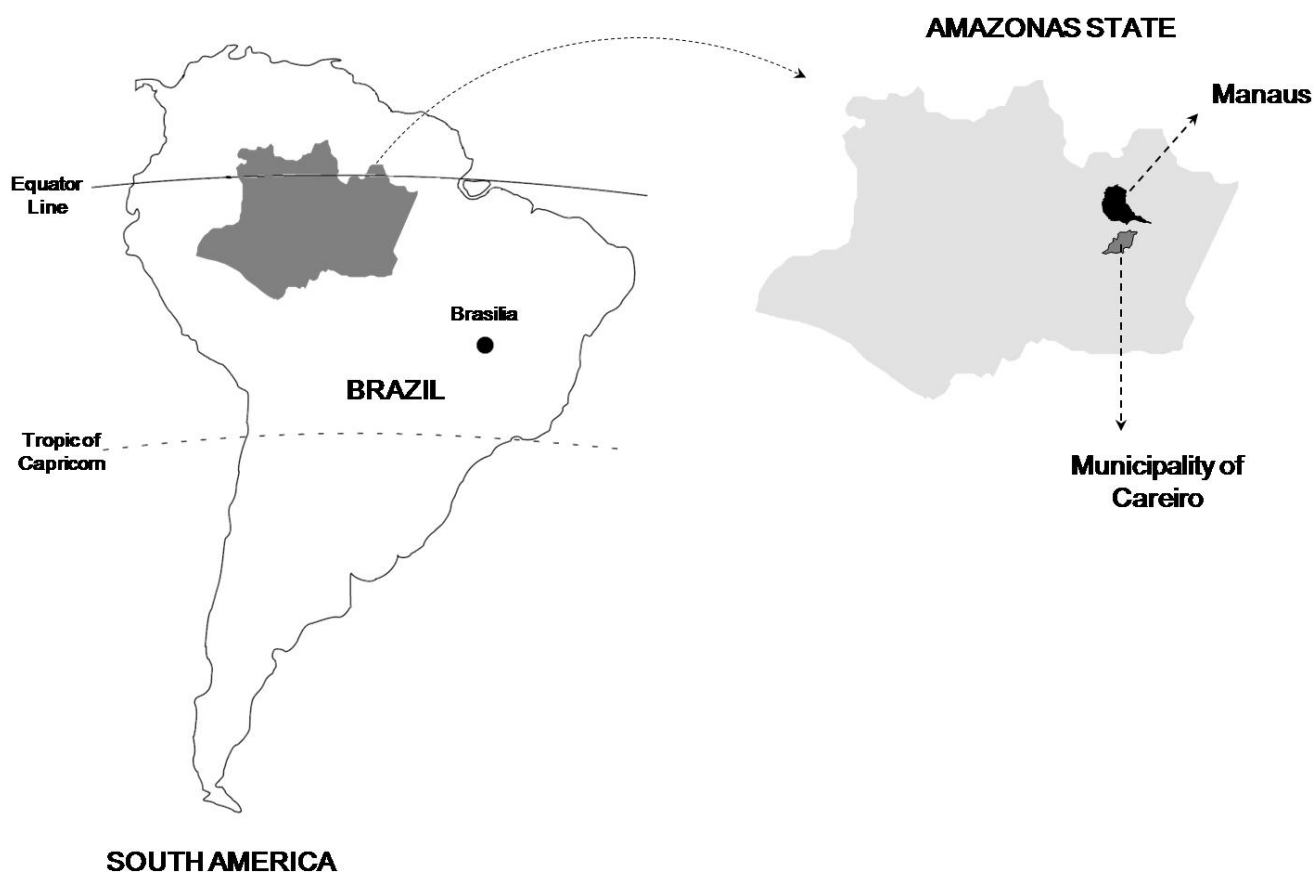 AMAZONAS STATE
Manaus
Equator
Line
Brasilia
BRAZIL
Tropic of
Capricorn
Municipality of
Careiro
SOUTH AMERICA